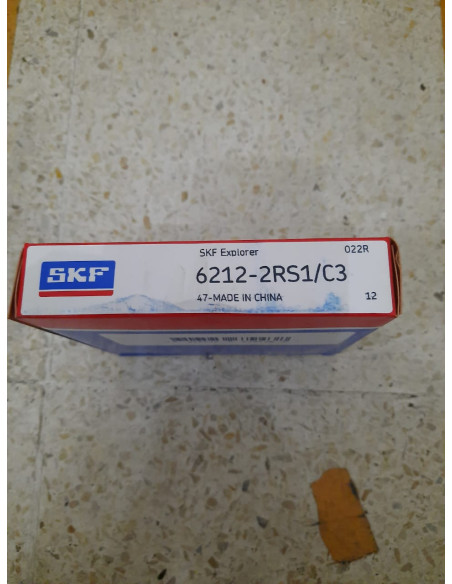 SKF Explorer
022R
SKF
6212-2RS1/C3
47-MADE IN CHINA
12